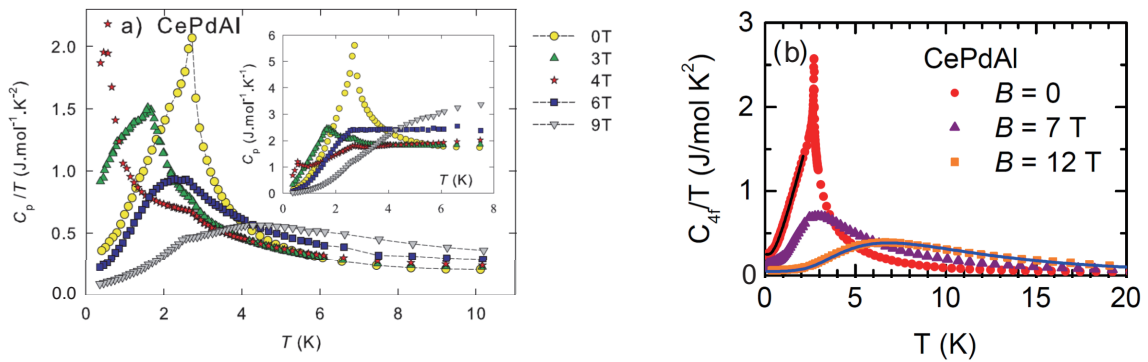 a) CePdAl
2.0
1.5
1.0
0.5
0.0
C_p/T (J.mol⁻¹.K⁻²)
0 2 4 6 8 10
T (K)
6
5
4
3
2
1
0
C_p (J.mol⁻¹.K⁻¹)
0 2 4 6 8
T (K)
0T
3T
4T
6T
9T
(b) CePdAl
B = 0
B = 7 T
B = 12 T
3
2
1
0
C_4f/T (J/mol K²)
0 5 10 15 20
T (K)